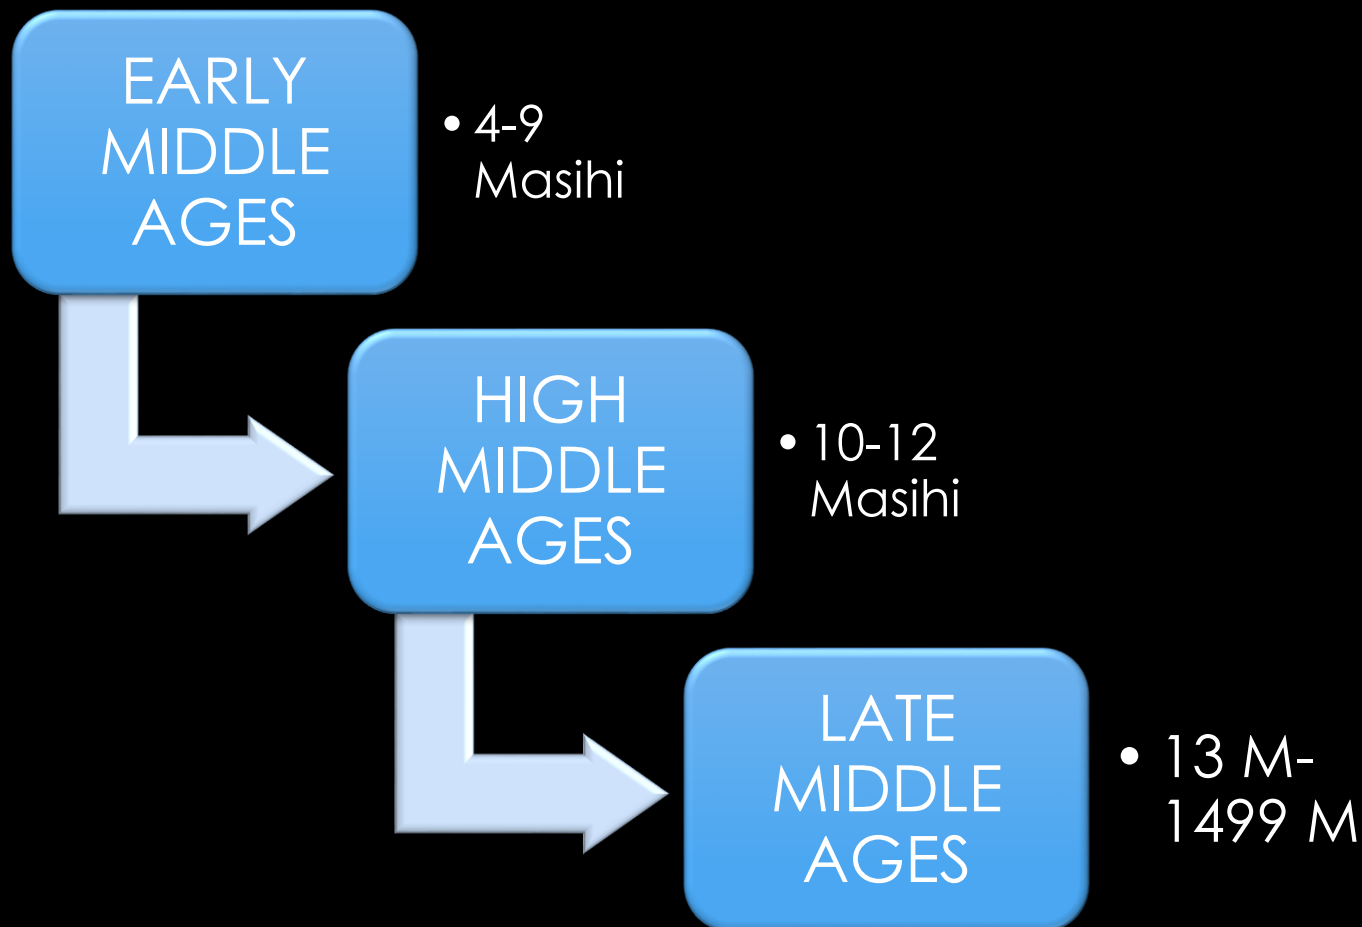 EARLY
MIDDLE
AGES
• 4-9
Masihi
HIGH
MIDDLE
AGES
• 10-12
Masihi
LATE
MIDDLE
AGES
• 13 M-
1499 M